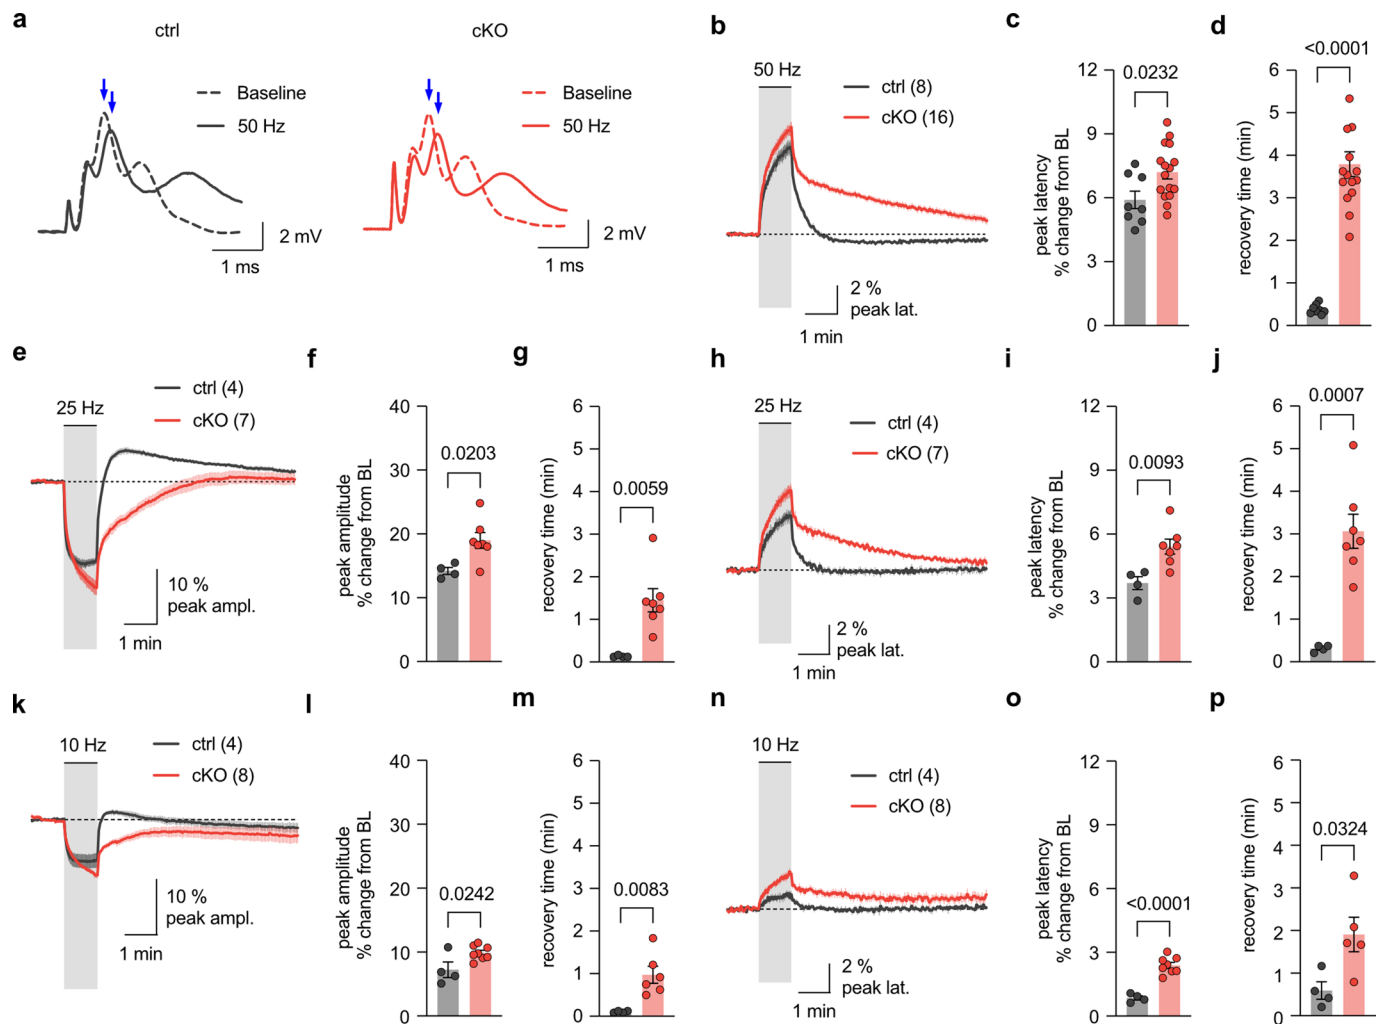 a
ctrl
Baseline
50 Hz
2 mV
1 ms
cKO
Baseline
50 Hz
2 mV
1 ms
b
50 Hz
ctrl (8)
cKO (16)
2 %
peak lat.
1 min
c
peak latency
% change from BL
12
9
6
3
0
0.0232
d
recovery time (min)
6
5
4
3
2
1
0
<0.0001
e
25 Hz
ctrl (4)
cKO (7)
10 %
peak ampl.
1 min
f
peak amplitude
% change from BL
40
30
20
10
0
0.0203
g
recovery time (min)
6
5
4
3
2
1
0
0.0059
h
25 Hz
ctrl (4)
cKO (7)
2 %
peak lat.
1 min
i
peak latency
% change from BL
12
9
6
3
0
0.0093
j
recovery time (min)
6
5
4
3
2
1
0
0.0007
k
10 Hz
ctrl (4)
cKO (8)
10 %
peak ampl.
1 min
l
peak amplitude
% change from BL
40
30
20
10
0
0.0242
m
recovery time (min)
6
5
4
3
2
1
0
0.0083
n
10 Hz
ctrl (4)
cKO (8)
2 %
peak lat.
1 min
o
peak latency
% change from BL
12
9
6
3
0
<0.0001
p
recovery time (min)
6
5
4
3
2
1
0
0.0324